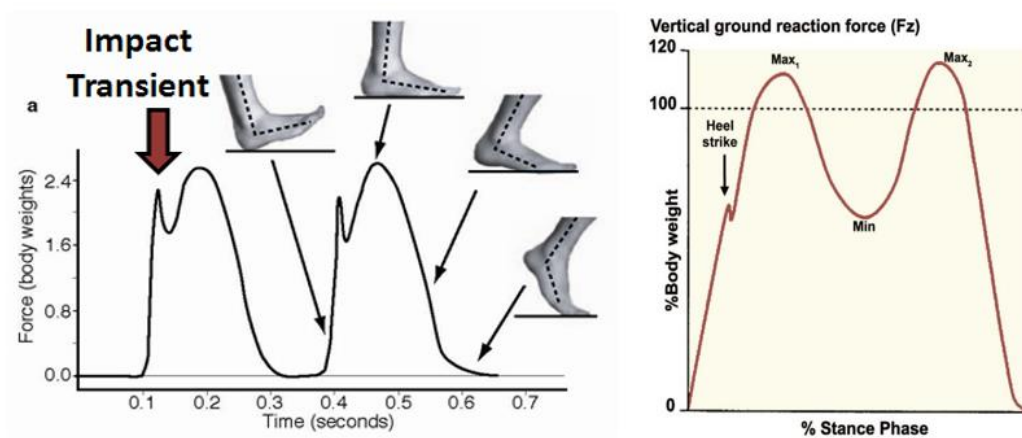 Impact
Transient
a
Force (body weights)
2.4
1.6
0.8
0.0
0.1
0.2
0.3
0.4
0.5
0.6
0.7
Time (seconds)
Vertical ground reaction force (Fz)
120
Max₁
Max₂
100
Heel
strike
Min
%Body weight
0
% Stance Phase